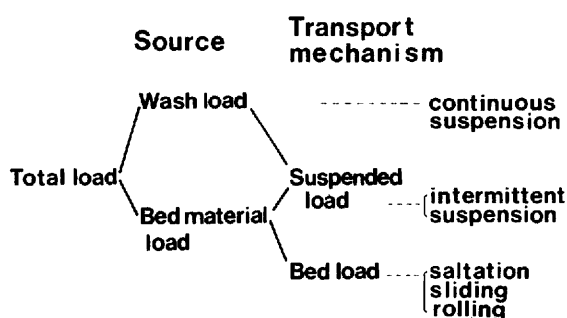 Source
Transport
mechanism
Wash load
continuous
suspension
Total load
Suspended
load
intermittent
suspension
Bed material
load
Bed load
saltation
sliding
rolling